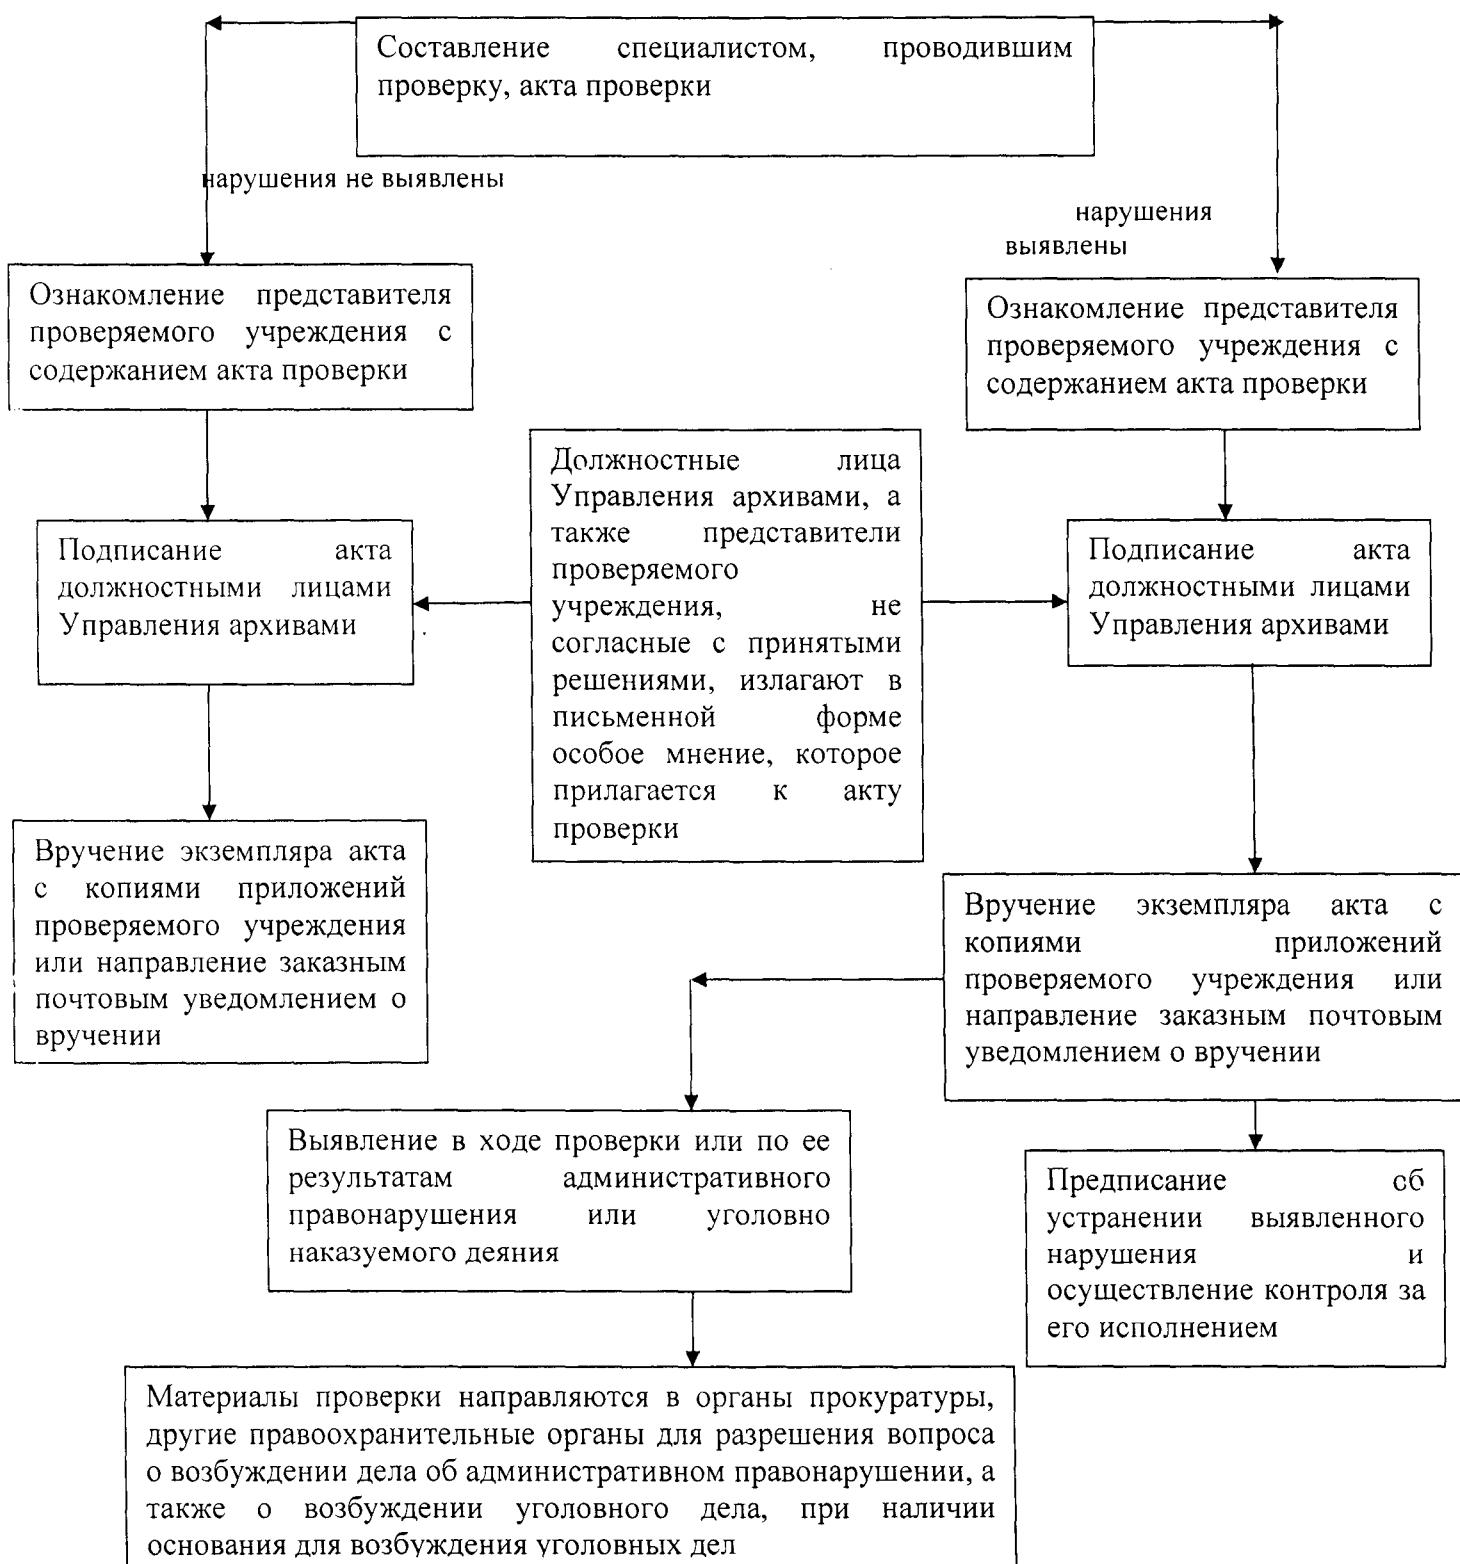 Составление специалистом, проводившим
проверку, акта проверки
нарушения не выявлены
нарушения
выявлены
Ознакомление представителя
проверяемого учреждения с
содержанием акта проверки
Ознакомление представителя
проверяемого учреждения с
содержанием акта проверки
Должностные лица
Управления архивами, а
также представители
проверяемого
учреждения, не
согласные с принятыми
решениями, излагают в
письменной форме
особое мнение, которое
прилагается к акту
проверки
Подписание акта
должностными лицами
Управления архивами
Подписание акта
должностными лицами
Управления архивами
Вручение экземпляра акта
с копиями приложений
проверяемого учреждения
или направление заказным
почтовым уведомлением о
вручении
Вручение экземпляра акта с
копиями приложений
проверяемого учреждения или
направление заказным почтовым
уведомлением о вручении
Выявление в ходе проверки или по ее
результатам административного
правонарушения или уголовно
наказуемого деяния
Предписание об
устранении выявленного
нарушения и
осуществление контроля за
его исполнением
Материалы проверки направляются в органы прокуратуры,
другие правоохранительные органы для разрешения вопроса
о возбуждении дела об административном правонарушении, а
также о возбуждении уголовного дела, при наличии
основания для возбуждения уголовных дел